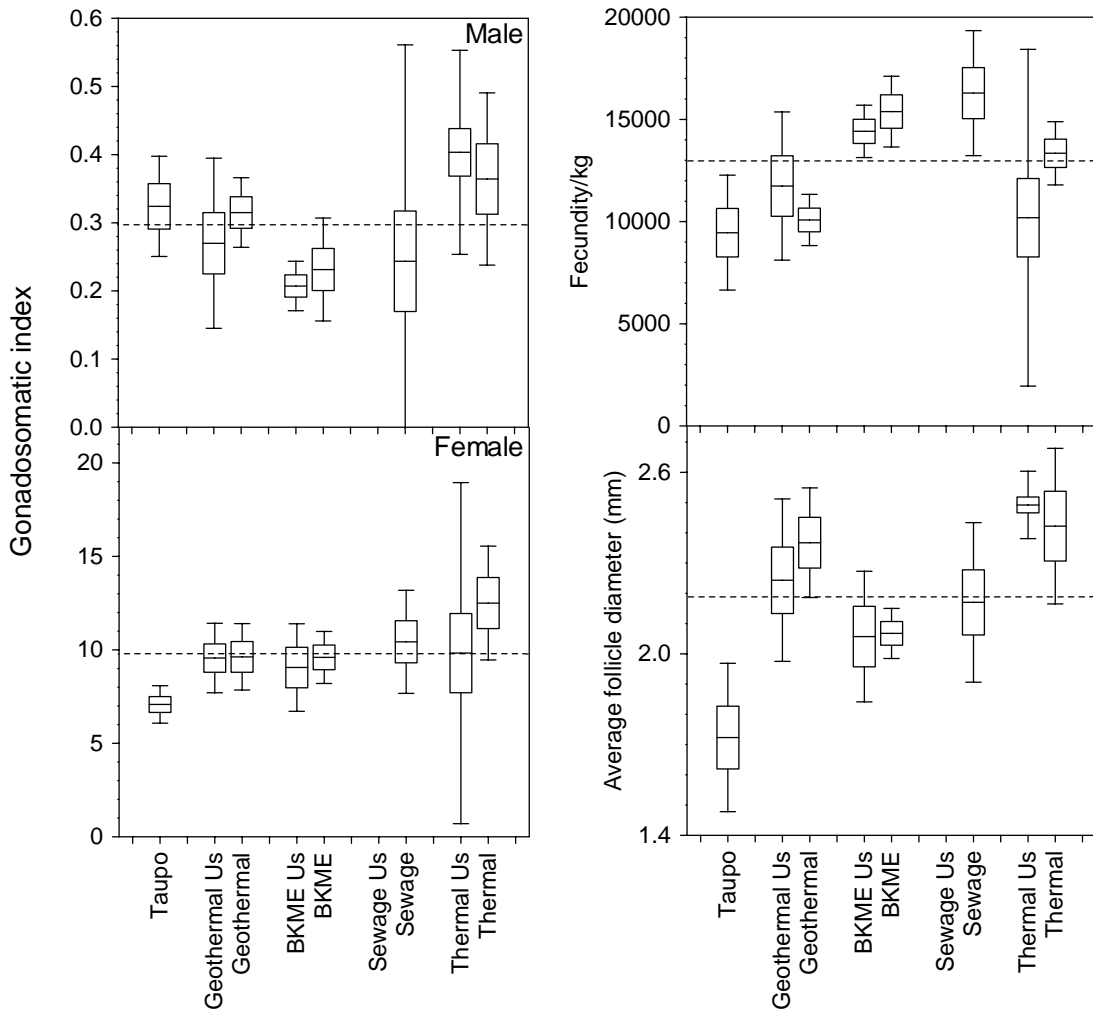 Gonadosomatic index
0.6
0.5
0.4
0.3
0.2
0.1
0.0
Male
20
15
10
5
0
Female
Taupo
Geothermal Us
Geothermal
BKME Us
BKME
Sewage Us
Sewage
Thermal Us
Thermal
Fecundity/kg
20000
15000
10000
5000
0
Average follicle diameter (mm)
2.6
2.0
1.4
Taupo
Geothermal Us
Geothermal
BKME Us
BKME
Sewage Us
Sewage
Thermal Us
Thermal